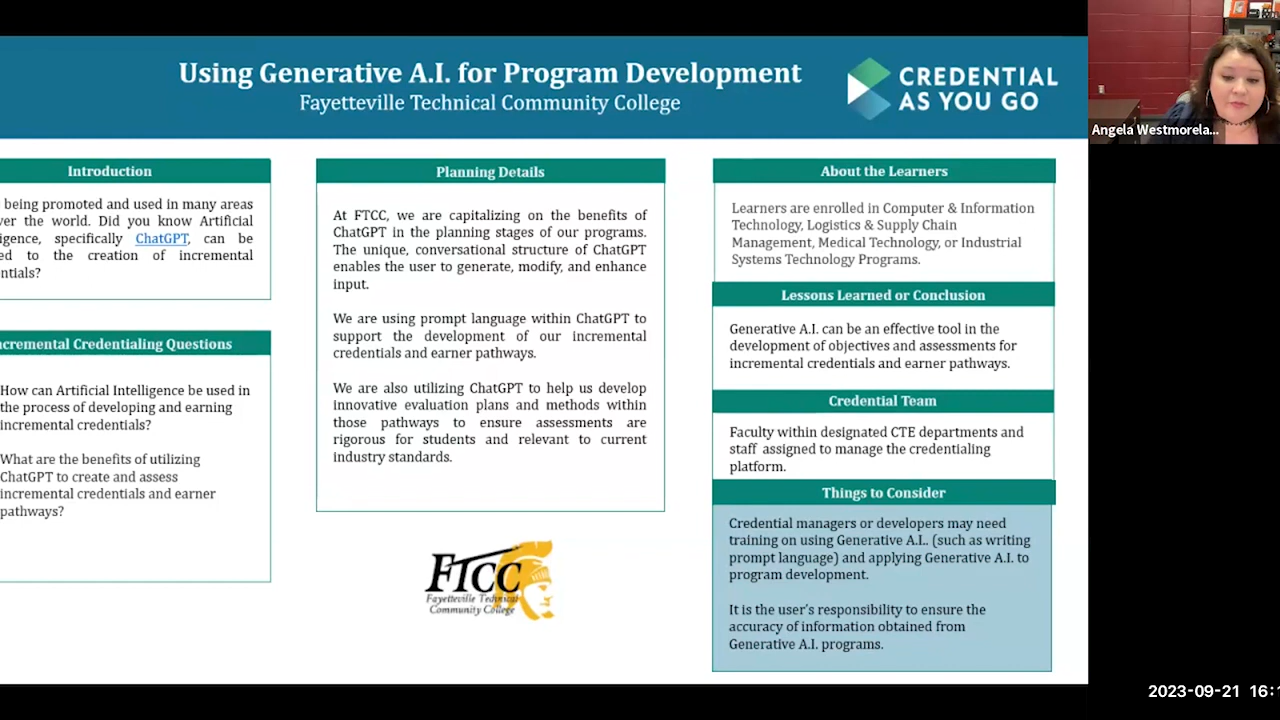 Using Generative A.I. for Program Development
Fayetteville Technical Community College
CREDENTIAL
AS YOU GO
Angela Westmorela...
Introduction
being promoted and used in many areas
ver the world. Did you know Artificial
ligence, specifically ChatGPT, can be
ed to the creation of incremental
ntials?
ncremental Credentialing Questions
How can Artificial Intelligence be used in
the process of developing and earning
incremental credentials?
What are the benefits of utilizing
ChatGPT to create and assess
incremental credentials and earner
pathways?
Planning Details
At FTCC, we are capitalizing on the benefits of
ChatGPT in the planning stages of our programs.
The unique, conversational structure of ChatGPT
enables the user to generate, modify, and enhance
input.
We are using prompt language within ChatGPT to
support the development of our incremental
credentials and earner pathways.
We are also utilizing ChatGPT to help us develop
innovative evaluation plans and methods within
those pathways to ensure assessments are
rigorous for students and relevant to current
industry standards.
FTCC
Fayetteville Technical
Community College
About the Learners
Learners are enrolled in Computer & Information
Technology, Logistics & Supply Chain
Management, Medical Technology, or Industrial
Systems Technology Programs.
Lessons Learned or Conclusion
Generative A.I. can be an effective tool in the
development of objectives and assessments for
incremental credentials and earner pathways.
Credential Team
Faculty within designated CTE departments and
staff assigned to manage the credentialing
platform.
Things to Consider
Credential managers or developers may need
training on using Generative A.I.. (such as writing
prompt language) and applying Generative A.I. to
program development.
It is the user's responsibility to ensure the
accuracy of information obtained from
Generative A.I. programs.
2023-09-21 16:1